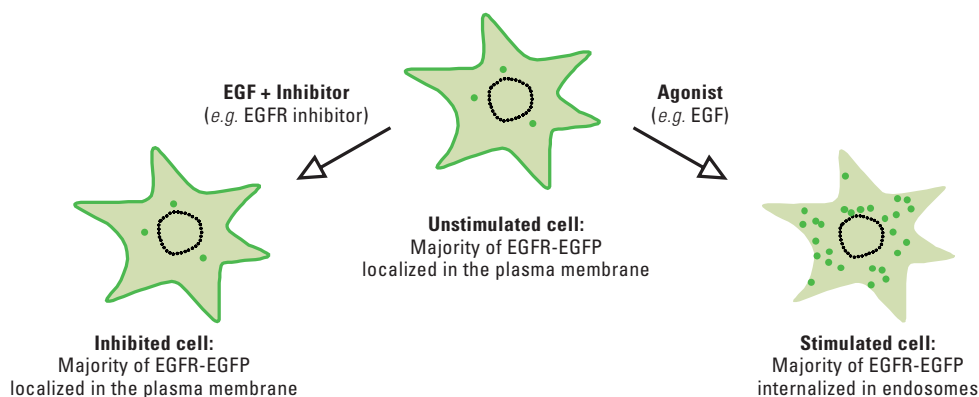 EGF + Inhibitor
(e.g. EGFR inhibitor)
Agonist
(e.g. EGF)
Unstimulated cell:
Majority of EGFR-EGFP
localized in the plasma membrane
Inhibited cell:
Majority of EGFR-EGFP
localized in the plasma membrane
Stimulated cell:
Majority of EGFR-EGFP
internalized in endosomes